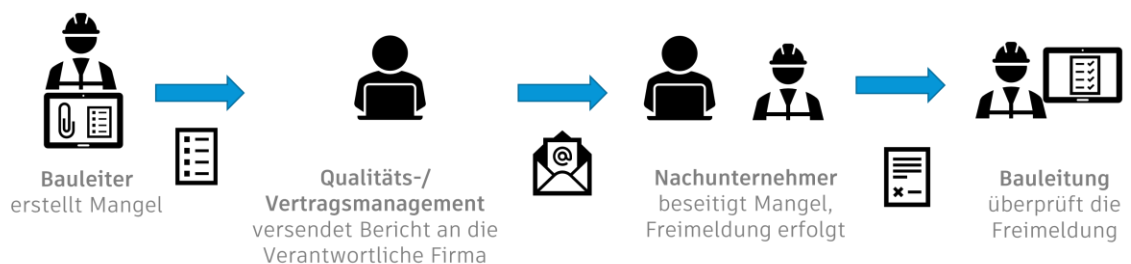 Bauleiter
erstellt Mangel
Qualitäts-/
Vertragsmanagement
versendet Bericht an die
Verantwortliche Firma
@
Nachunternehmer
beseitigt Mangel,
Freimeldung erfolgt
Bauleitung
überprüft die
Freimeldung